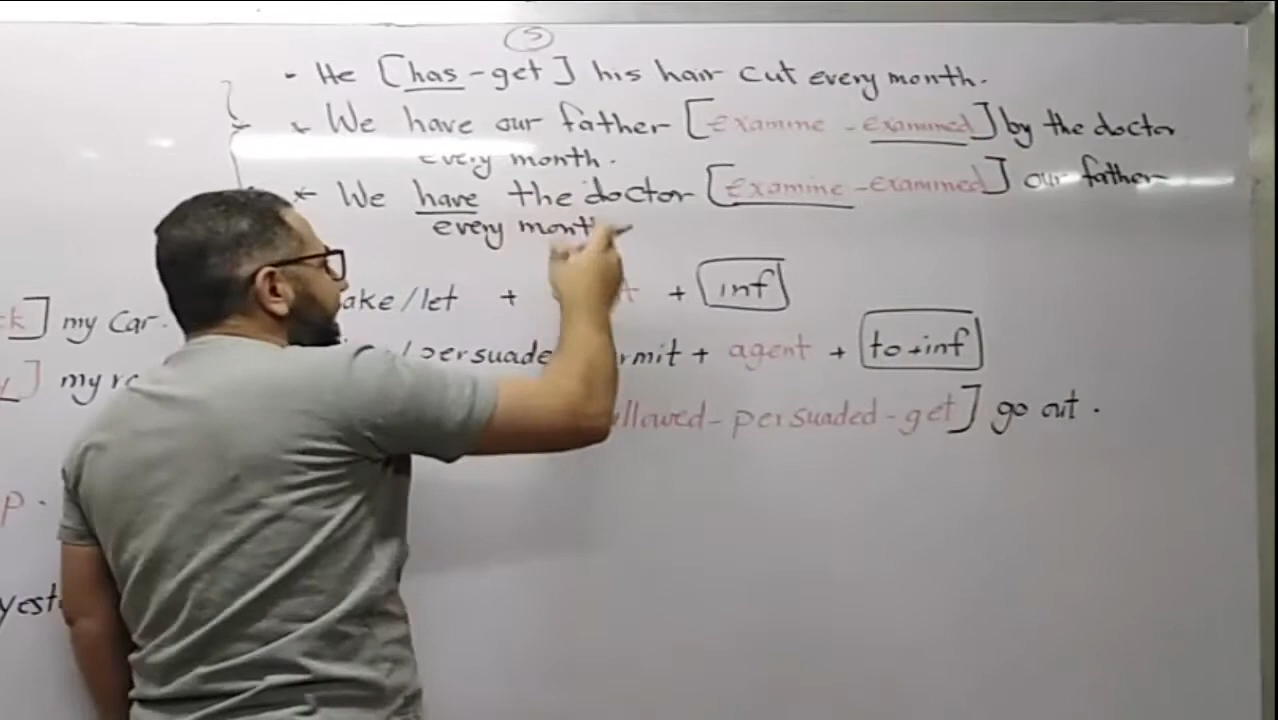 5
- He [has - get] his hair cut every month.
We have our father [examine - examined] by the doctor
every month.
We have the doctor [examine - examined] our father
every month
ake/let + + inf
ck] my car.
/persuade rmit + agent + to+inf
] my
llowed - persuaded - get] go out.
p.
yest